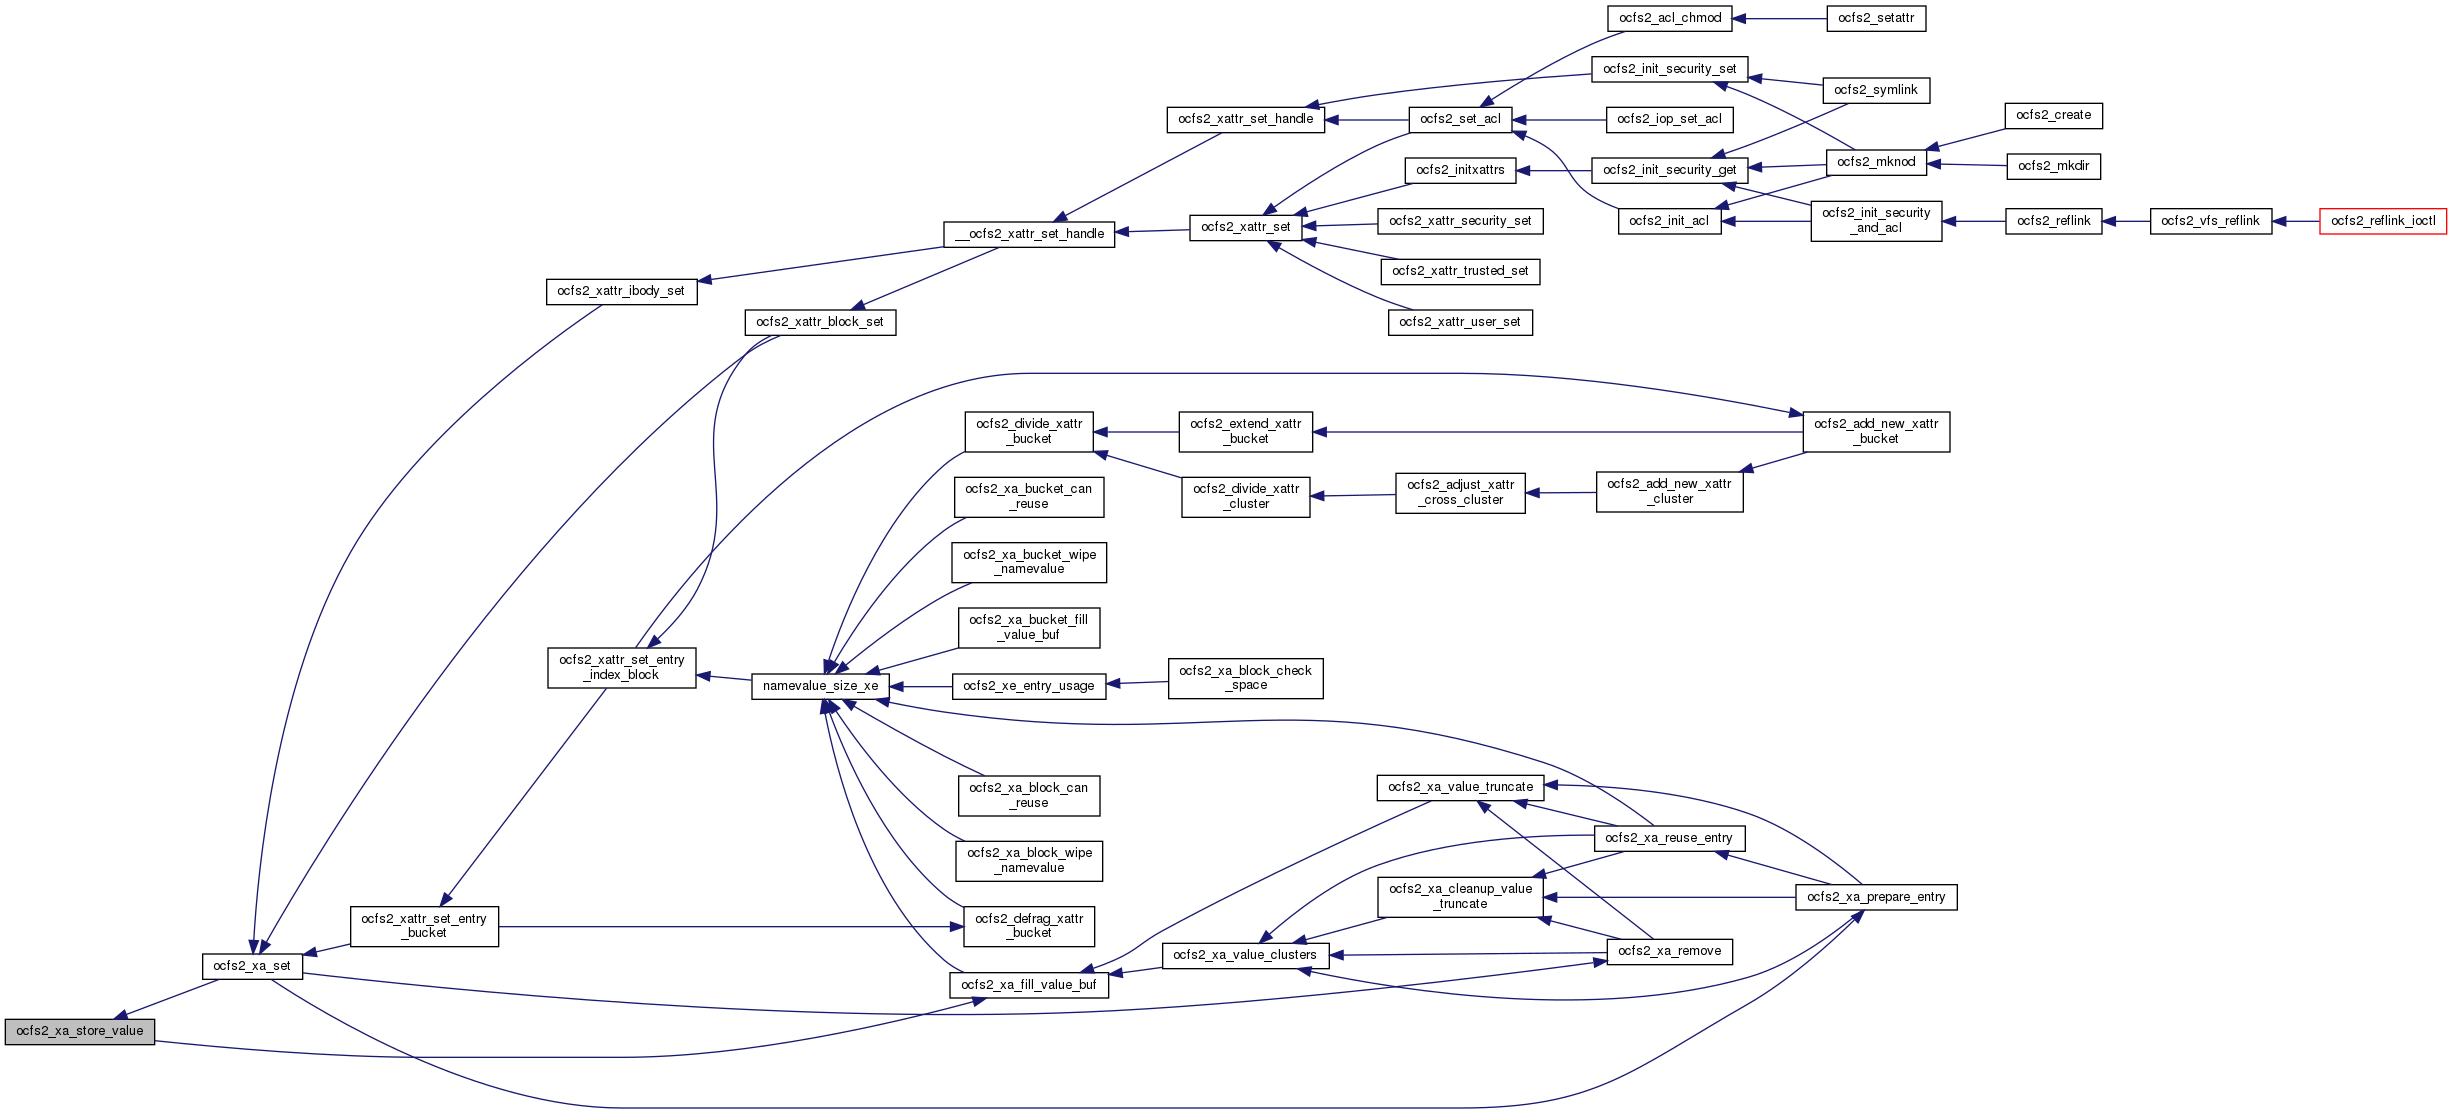 ocfs2_acl_chmod
ocfs2_setattr
ocfs2_init_security_set
ocfs2_symlink
ocfs2_xattr_set_handle
ocfs2_set_acl
ocfs2_iop_set_acl
ocfs2_create
ocfs2_initxattrs
ocfs2_init_security_get
ocfs2_mknod
ocfs2_mkdir
__ocfs2_xattr_set_handle
ocfs2_xattr_set
ocfs2_xattr_security_set
ocfs2_init_acl
ocfs2_init_security
_and_acl
ocfs2_reflink
ocfs2_vfs_reflink
ocfs2_reflink_ioctl
ocfs2_xattr_trusted_set
ocfs2_xattr_ibody_set
ocfs2_xattr_block_set
ocfs2_xattr_user_set
ocfs2_divide_xattr
_bucket
ocfs2_extend_xattr
_bucket
ocfs2_add_new_xattr
_bucket
ocfs2_xa_bucket_can
_reuse
ocfs2_divide_xattr
_cluster
ocfs2_adjust_xattr
_cross_cluster
ocfs2_add_new_xattr
_cluster
ocfs2_xa_bucket_wipe
_namevalue
ocfs2_xa_bucket_fill
_value_buf
ocfs2_xattr_set_entry
_index_block
namevalue_size_xe
ocfs2_xe_entry_usage
ocfs2_xa_block_check
_space
ocfs2_xa_block_can
_reuse
ocfs2_xa_value_truncate
ocfs2_xa_reuse_entry
ocfs2_xa_block_wipe
_namevalue
ocfs2_xa_cleanup_value
_truncate
ocfs2_xa_prepare_entry
ocfs2_xattr_set_entry
_bucket
ocfs2_defrag_xattr
_bucket
ocfs2_xa_set
ocfs2_xa_value_clusters
ocfs2_xa_remove
ocfs2_xa_fill_value_buf
ocfs2_xa_store_value